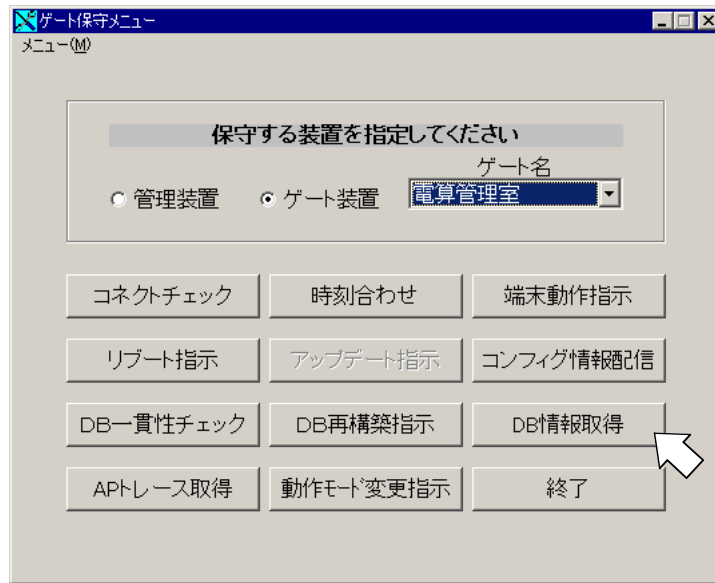 ゲート保守メニュー
メニュー(M)
保守する装置を指定してください
ゲート名
管理装置 ゲート装置 電算管理室
コネクトチェック 時刻合わせ 端末動作指示
リブート指示 アップデート指示 コンフィグ情報配信
DB一貫性チェック DB再構築指示 DB情報取得
APトレース取得 動作モード変更指示 終了